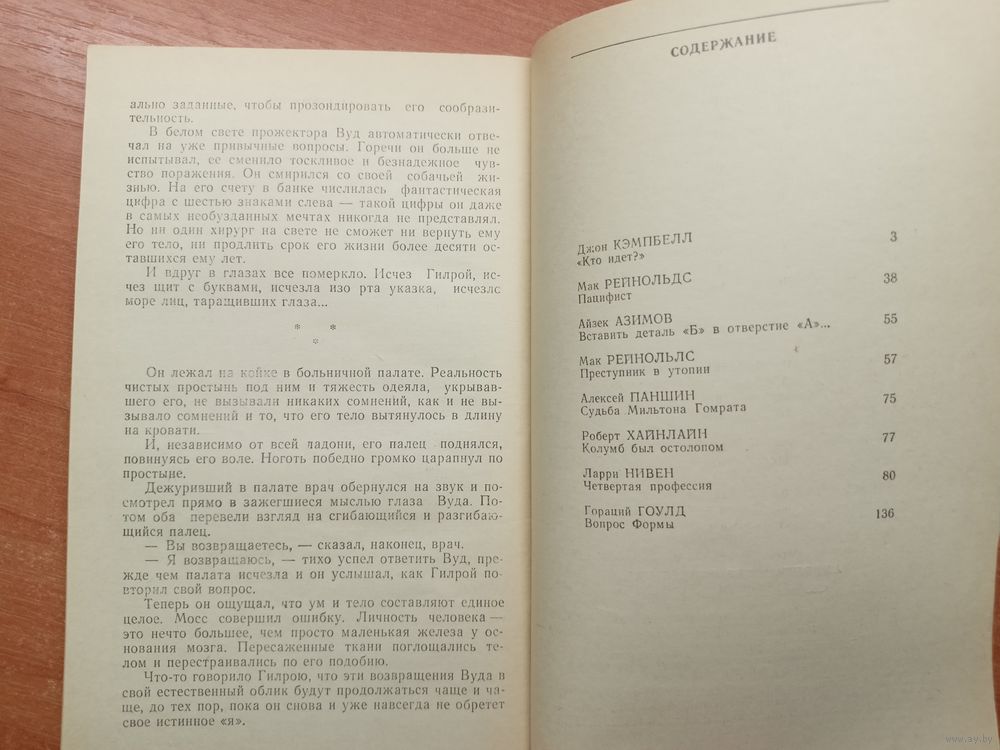 ально заданные, чтобы прозондировать его сообрази-
тельность.
В белом свете прожектора Вуд автоматически отве-
чал на уже привычные вопросы. Горечи он больше не
испытывал, ее сменило тоскливое и безнадежное чув-
ство поражения. Он смирился со своей собачьей жи-
знью. На его счету в банке числилась фантастическая
цифра с шестью знаками слева — такой цифры он даже
в самых необузданных мечтах никогда не представлял.
Но ни один хирург на свете не сможет ни вернуть ему
его тело, ни продлить срок его жизни более десяти ос-
тавшихся ему лет.
И вдруг в глазах все померкло. Исчез Гилрой, ис-
чез щит с буквами, исчезла изо рта указка, исчезлс
море лиц, таращивших глаза...
* *
*
Он лежал на койке в больничной палате. Реальность
чистых простынь под ним и тяжесть одеяла, укрывав-
шего его, не вызывали никаких сомнений, как и не вы-
зывало сомнений и то, что его тело вытянулось в длину
на кровати.
И, независимо от всей ладони, его палец поднялся,
повинуясь его воле. Ноготь победно громко царапнул по
простыне.
Дежуривший в палате врач обернулся на звук и по-
смотрел прямо в зажегшиеся мыслью глаза Вуда. По-
том оба перевели взгляд на сгибающийся и разгибаю-
щийся палец.
— Вы возвращаетесь, — сказал, наконец, врач.
— Я возвращаюсь, — тихо успел ответить Вуд, пре-
жде чем палата исчезла и он услышал, как Гилрой по-
вторил свой вопрос.
Теперь он ощущал, что ум и тело составляют единое
целое. Мосс совершил ошибку. Личность человека —
это нечто большее, чем просто маленькая железа у ос-
нования мозга. Пересаженные ткани поглощались те-
лом и перестраивались по его подобию.
Что-то говорило Гилрою, что эти возвращения Вуда в
свой естественный облик будут продолжаться чаще и ча-
ще, до тех пор, пока он снова и уже навсегда не обретет
свое истинное «я».
СОДЕРЖАНИЕ
Джон КЭМПБЕЛЛ 3
«Кто идет?»
Мак РЕЙНОЛЬДС 38
Пацифист
Айзек АЗИМОВ 55
Вставить деталь «Б» в отверстие «А»...
Мак РЕЙНОЛЬЛС 57
Преступник в утопии
Алексей ПАНШИН 75
Судьба Мильтона Гомрата
Роберт ХАЙНЛАЙН 77
Колумб был остолопом
Ларри НИВЕН 80
Четвертая профессия
Гораций ГОУЛД 136
Вопрос Формы
www.ay.by